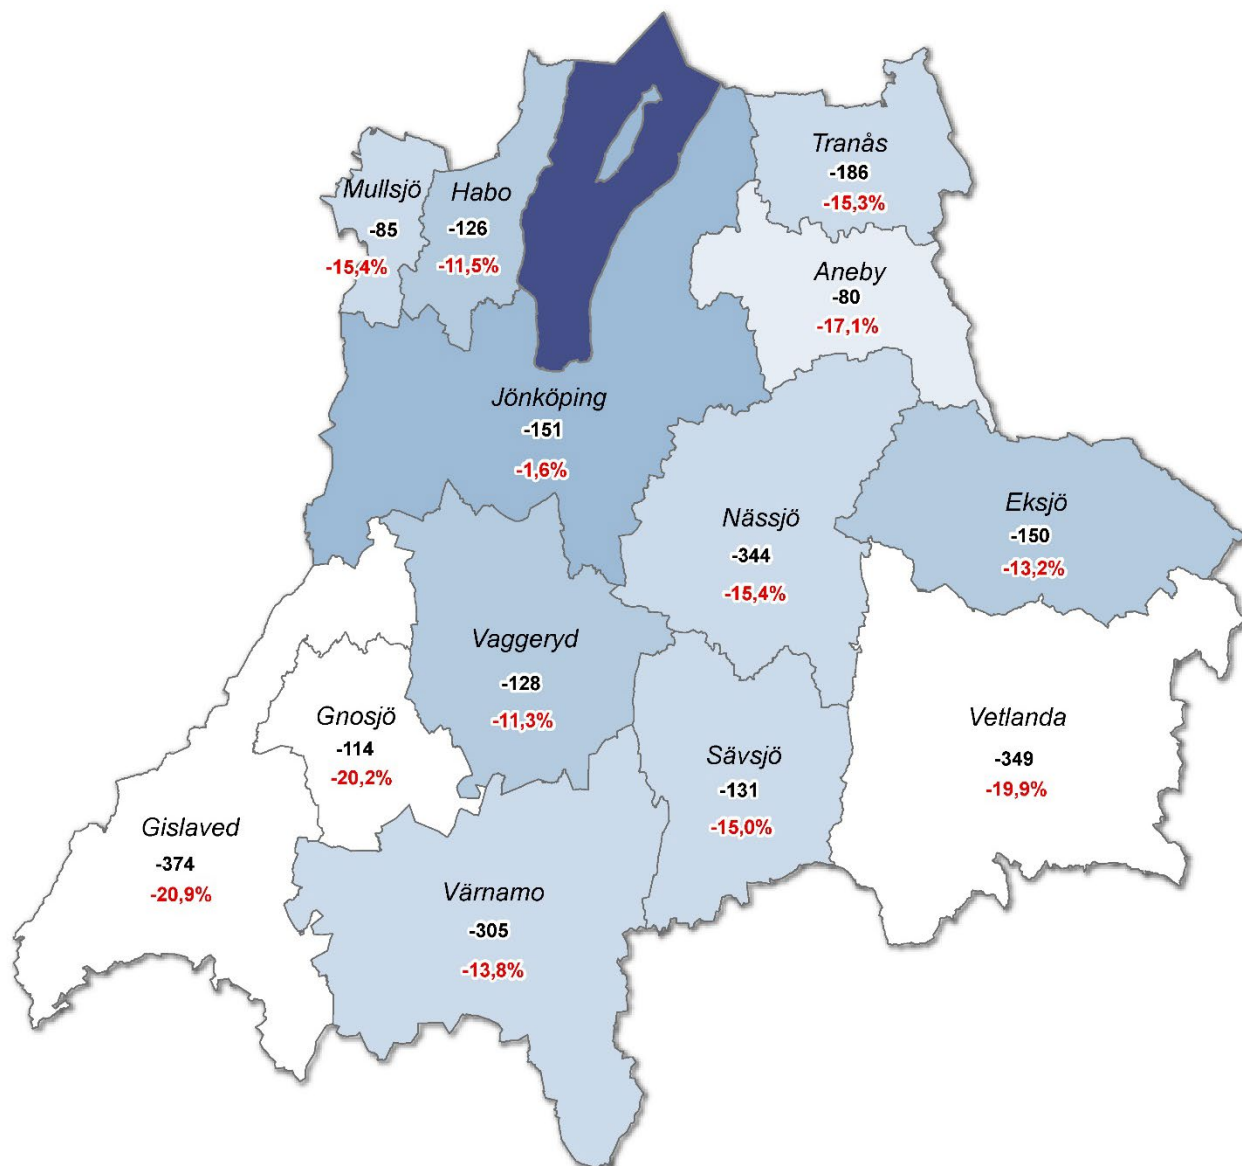 Tranås
-186
-15,3%
Mullsjö
-85
-15,4%
Habo
-126
-11,5%
Aneby
-80
-17,1%
Jönköping
-151
-1,6%
Nässjö
-344
-15,4%
Eksjö
-150
-13,2%
Vaggeryd
-128
-11,3%
Gnosjö
-114
-20,2%
Sävsjö
-131
-15,0%
Vetlanda
-349
-19,9%
Gislaved
-374
-20,9%
Värnamo
-305
-13,8%